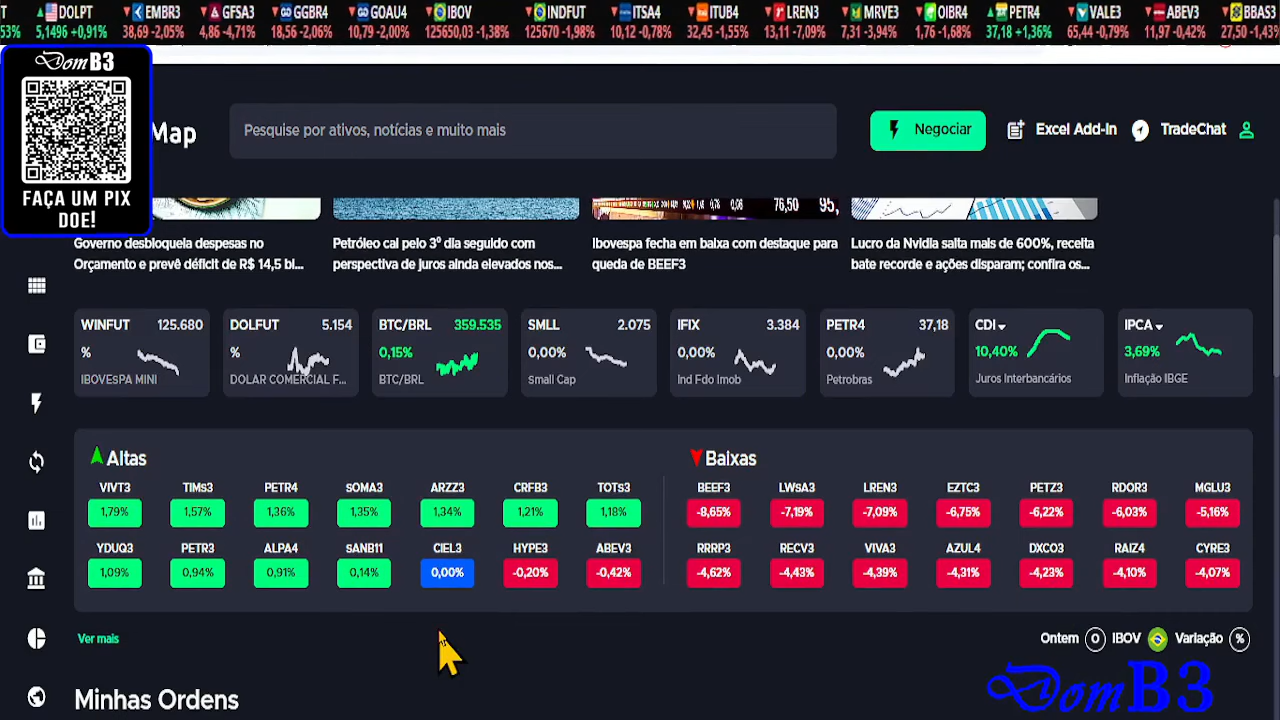 T DOLPT EMBR3 GFSA3 GGBR4 GOAU4 IBOV INDFUT ITSA4 ITUB4 LREN3 MRVE3 OIBR4 PETR4 VALE3 ABEV3 BBAS3
53% 5,1496 +0,91% 38,69 -2,05% 4,86 -4,71% 18,56 -2,06% 10,79 -2,00% 125650,03 -1,38% 125670 -1,98% 10,12 -0,78% 32,45 -1,55% 13,11 -7,09% 7,31 -3,94% 1,76 -1,68% 37,18 +1,36% 65,44 -0,79% 11,97 -0,42% 27,50 -1,43%
DomB3
FAÇA UM PIX
DOE!
Map
Pesquise por ativos, notícias e muito mais
Negociar
Excel Add-In
TradeChat
76,50 95,
Governo desbloqueia despesas no
Orçamento e prevê déficit de R$ 14,5 bi...
Petróleo cai pelo 3º dia seguido com
perspectiva de juros ainda elevados nos...
Ibovespa fecha em baixa com destaque para
queda de BEEF3
Lucro da Nvidia salta mais de 600%, receita
bate recorde e ações disparam; confira os...
WINFUT 125.680
%
IBOVESPA MINI
DOLFUT 5.154
%
DOLAR COMERCIAL F...
BTC/BRL 359.535
0,15%
BTC/BRL
SMLL 2.075
0,00%
Small Cap
IFIX 3.384
0,00%
Ind Fdo Imob
PETR4 37,18
0,00%
Petrobras
CDI
10,40%
Juros Interbancários
IPCA
3,69%
Inflação IBGE
Altas
VIVT3 TIMs3 PETR4 sOMA3 ARZZ3 CRFB3 TOTs3
1,79% 1,57% 1,36% 1,35% 1,34% 1,21% 1,18%
YDUQ3 PETR3 ALPA4 sANB11 CIEL3 HYPE3 ABEV3
1,09% 0,94% 0,91% 0,14% 0,00% -0,20% -0,42%
Baixas
BEEF3 LWsA3 LREN3 EZTC3 PETZ3 RDOR3 MGLU3
-8,65% -7,19% -7,09% -6,75% -6,22% -6,03% -5,16%
RRRP3 RECV3 VIVA3 AZUL4 DXCO3 RAIZ4 CYRE3
-4,62% -4,43% -4,39% -4,31% -4,23% -4,10% -4,07%
Ver mais
Ontem O IBOV Variação %
Minhas Ordens
DomB3